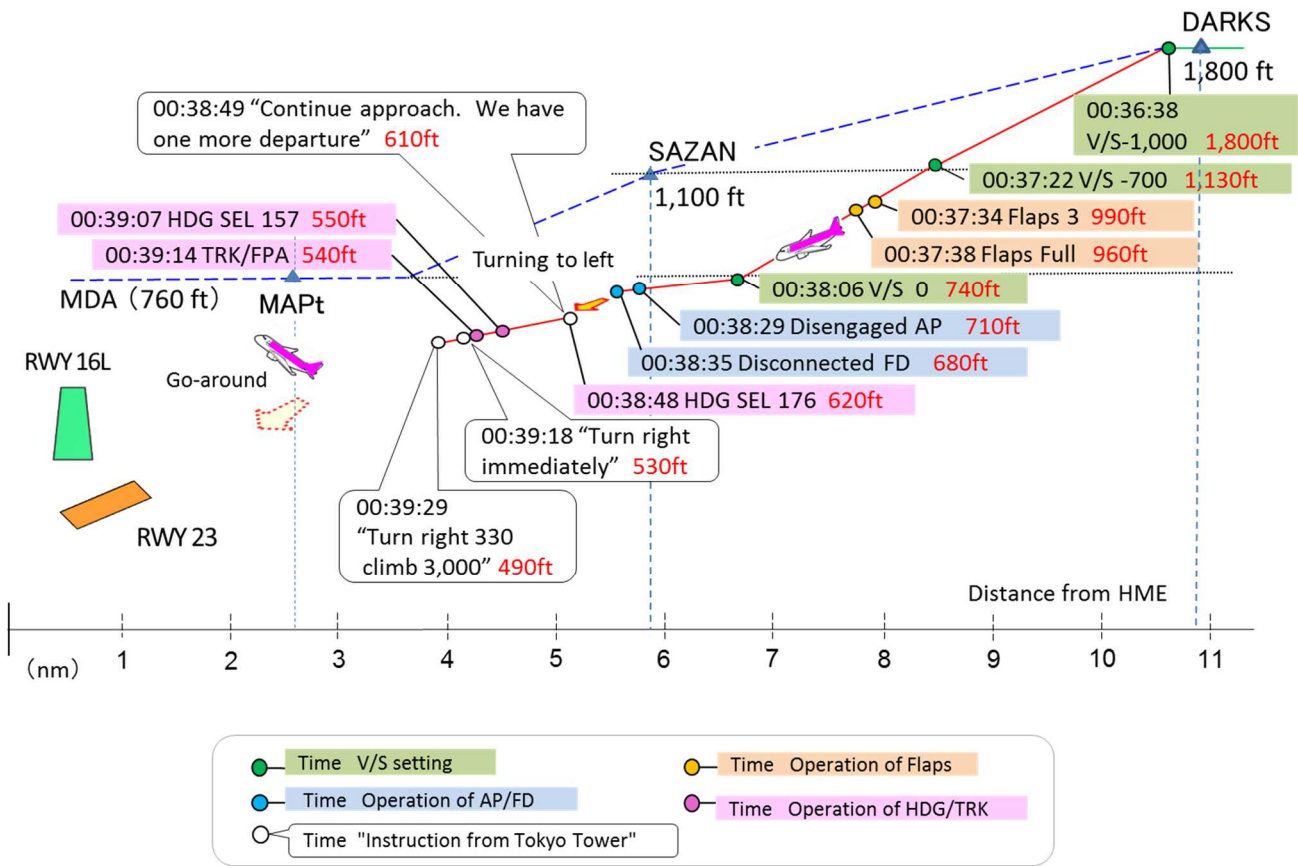 DARKS
1,800 ft
00:38:49 “Continue approach. We have
one more departure” 610ft
00:36:38
V/S-1,000 1,800ft
SAZAN
1,100 ft
00:37:22 V/S -700 1,130ft
00:39:07 HDG SEL 157 550ft
00:37:34 Flaps 3 990ft
00:39:14 TRK/FPA 540ft
Turning to left
00:37:38 Flaps Full 960ft
MDA（760 ft）
MAPt
00:38:06 V/S 0 740ft
00:38:29 Disengaged AP 710ft
RWY 16L
Go-around
00:38:35 Disconnected FD 680ft
00:38:48 HDG SEL 176 620ft
00:39:18 “Turn right
immediately” 530ft
00:39:29
“Turn right 330
climb 3,000” 490ft
RWY 23
Distance from HME
（nm） 1 2 3 4 5 6 7 8 9 10 11
Time V/S setting
Time Operation of Flaps
Time Operation of AP/FD
Time Operation of HDG/TRK
Time "Instruction from Tokyo Tower"